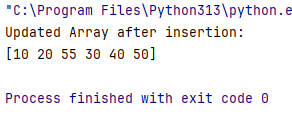 "C:\Program Files\Python313\python.e
Updated Array after insertion:
[10 20 55 30 40 50]
Process finished with exit code 0